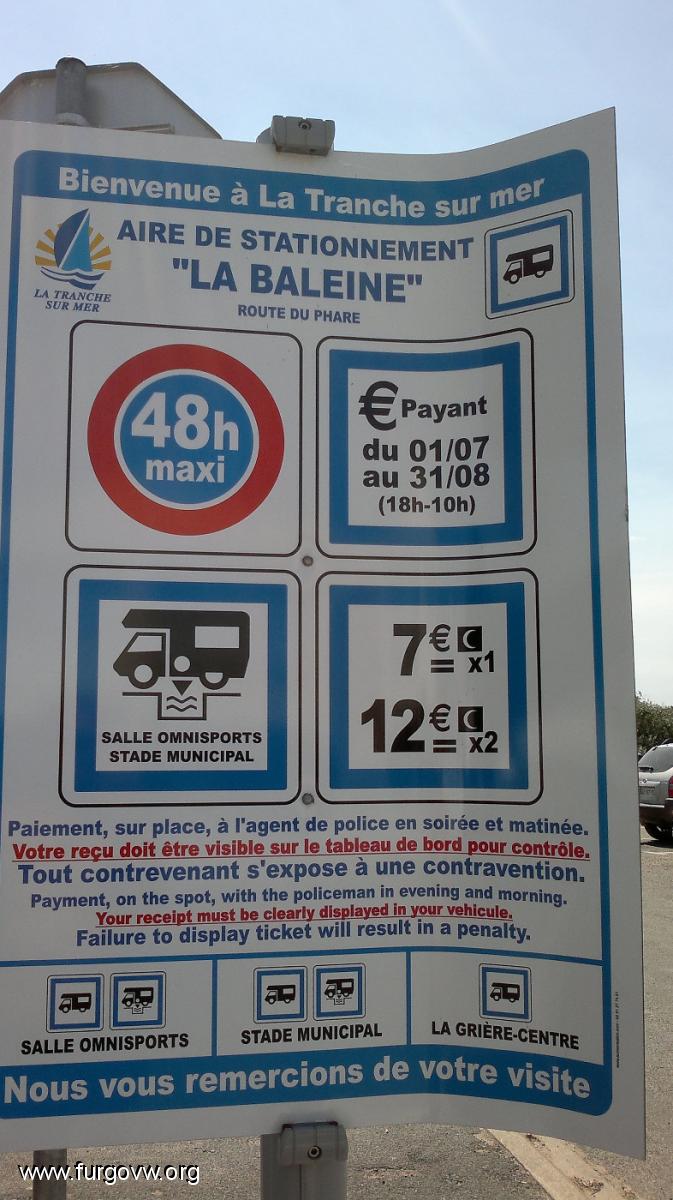 Bienvenue à La Tranche sur mer
LA TRANCHE
SUR MER
AIRE DE STATIONNEMENT
"LA BALEINE"
ROUTE DU PHARE
48h
maxi
€ Payant
du 01/07
au 31/08
(18h-10h)
SALLE OMNISPORTS
STADE MUNICIPAL
7€ = x1
12€ = x2
Paiement, sur place, à l'agent de police en soirée et matinée.
Votre reçu doit être visible sur le tableau de bord pour contrôle.
Tout contrevenant s'expose à une contravention.
Payment, on the spot, with the policeman in evening and morning.
Your receipt must be clearly displayed in your vehicule.
Failure to display ticket will result in a penalty.
SALLE OMNISPORTS
STADE MUNICIPAL
LA GRIÈRE-CENTRE
Nous vous remercions de votre visite
www.furgovw.org